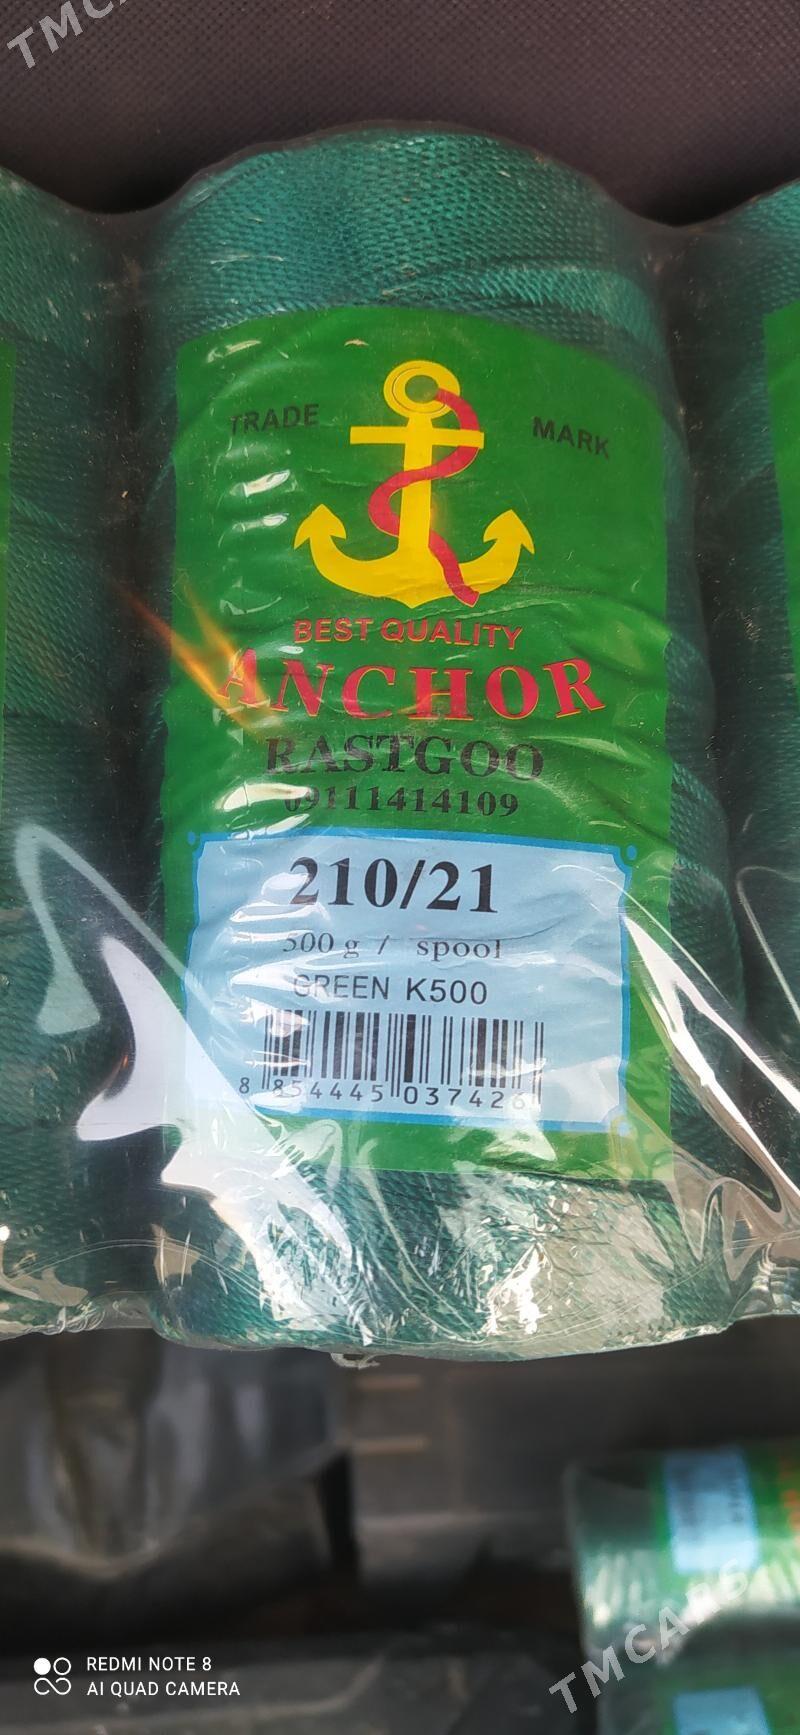 TRADE MARK
BEST QUALITY
ANCHOR
RASTGOO
09111414109
210/21
500 g / spool
GREEN K500
8 854445 037426
TMCARS
REDMI NOTE 8
AI QUAD CAMERA